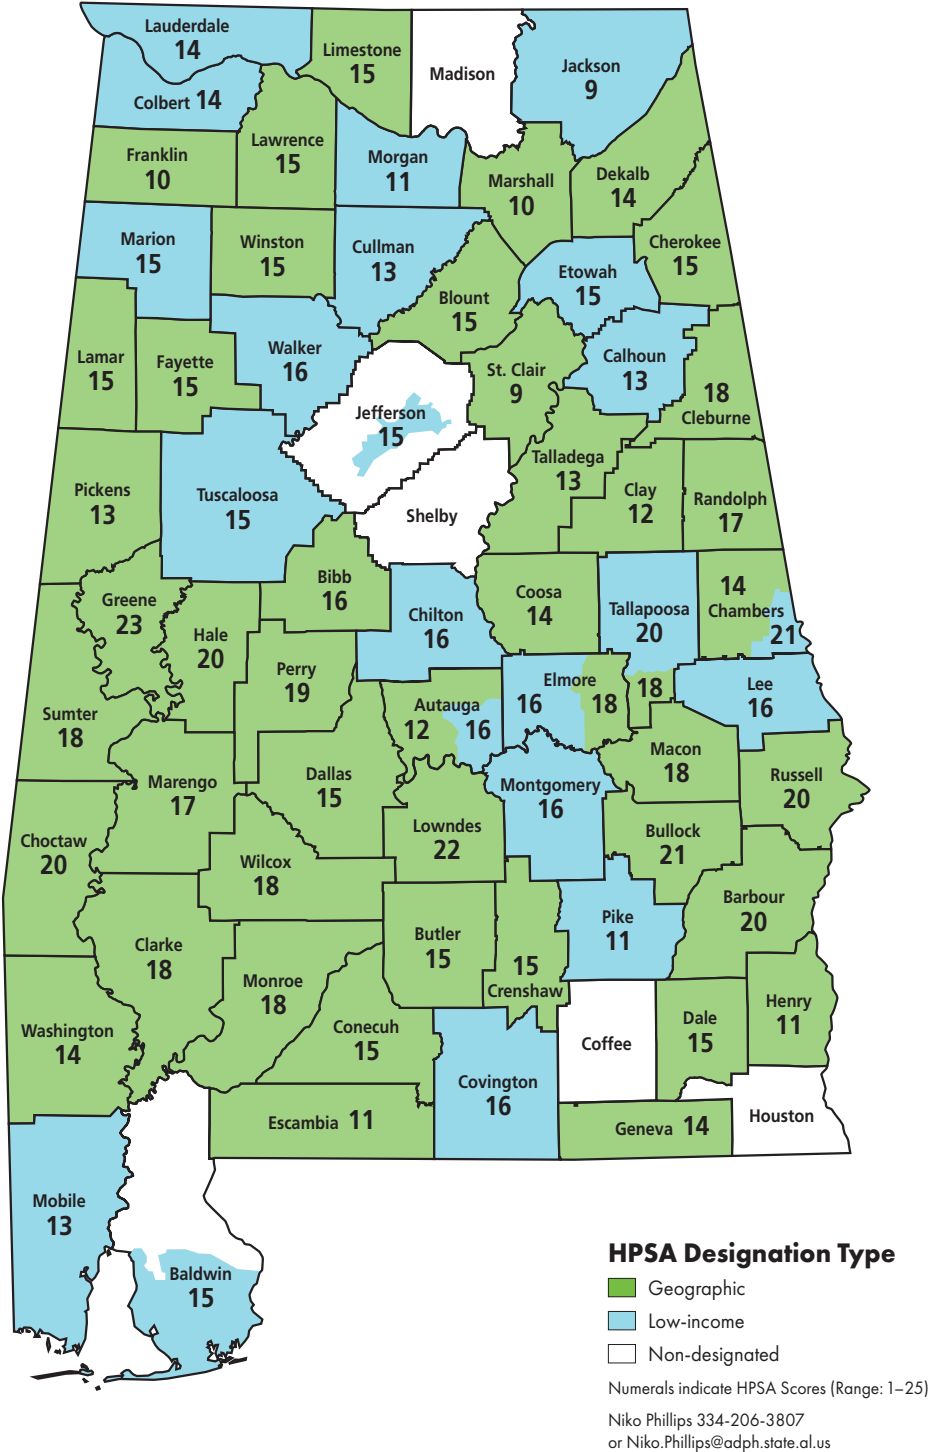 Lauderdale
14
Limestone
15
Madison
Jackson
9
Colbert 14
Lawrence
15
Franklin
10
Morgan
11
Marshall
10
Dekalb
14
Marion
15
Winston
15
Cullman
13
Cherokee
15
Etowah
15
Blount
15
Lamar
15
Fayette
15
Walker
16
St. Clair
9
Calhoun
13
18
Cleburne
Jefferson
15
Talladega
13
Pickens
13
Tuscaloosa
15
Shelby
Clay
12
Randolph
17
Greene
23
Bibb
16
Chilton
16
Coosa
14
Tallapoosa
20
14
Chambers
21
Hale
20
Perry
19
Elmore
16
18
18
Lee
16
Sumter
18
Autauga
12
16
Macon
18
Marengo
17
Dallas
15
Montgomery
16
Russell
20
Choctaw
20
Lowndes
22
Bullock
21
Wilcox
18
Barbour
20
Pike
11
Clarke
18
Butler
15
15
Crenshaw
Monroe
18
Henry
11
Washington
14
Conecuh
15
Coffee
Dale
15
Covington
16
Escambia 11
Geneva 14
Houston
Mobile
13
Baldwin
15
HPSA Designation Type
Geographic
Low-income
Non-designated
Numerals indicate HPSA Scores (Range: 1–25)
Niko Phillips 334-206-3807
or Niko.Phillips@adph.state.al.us